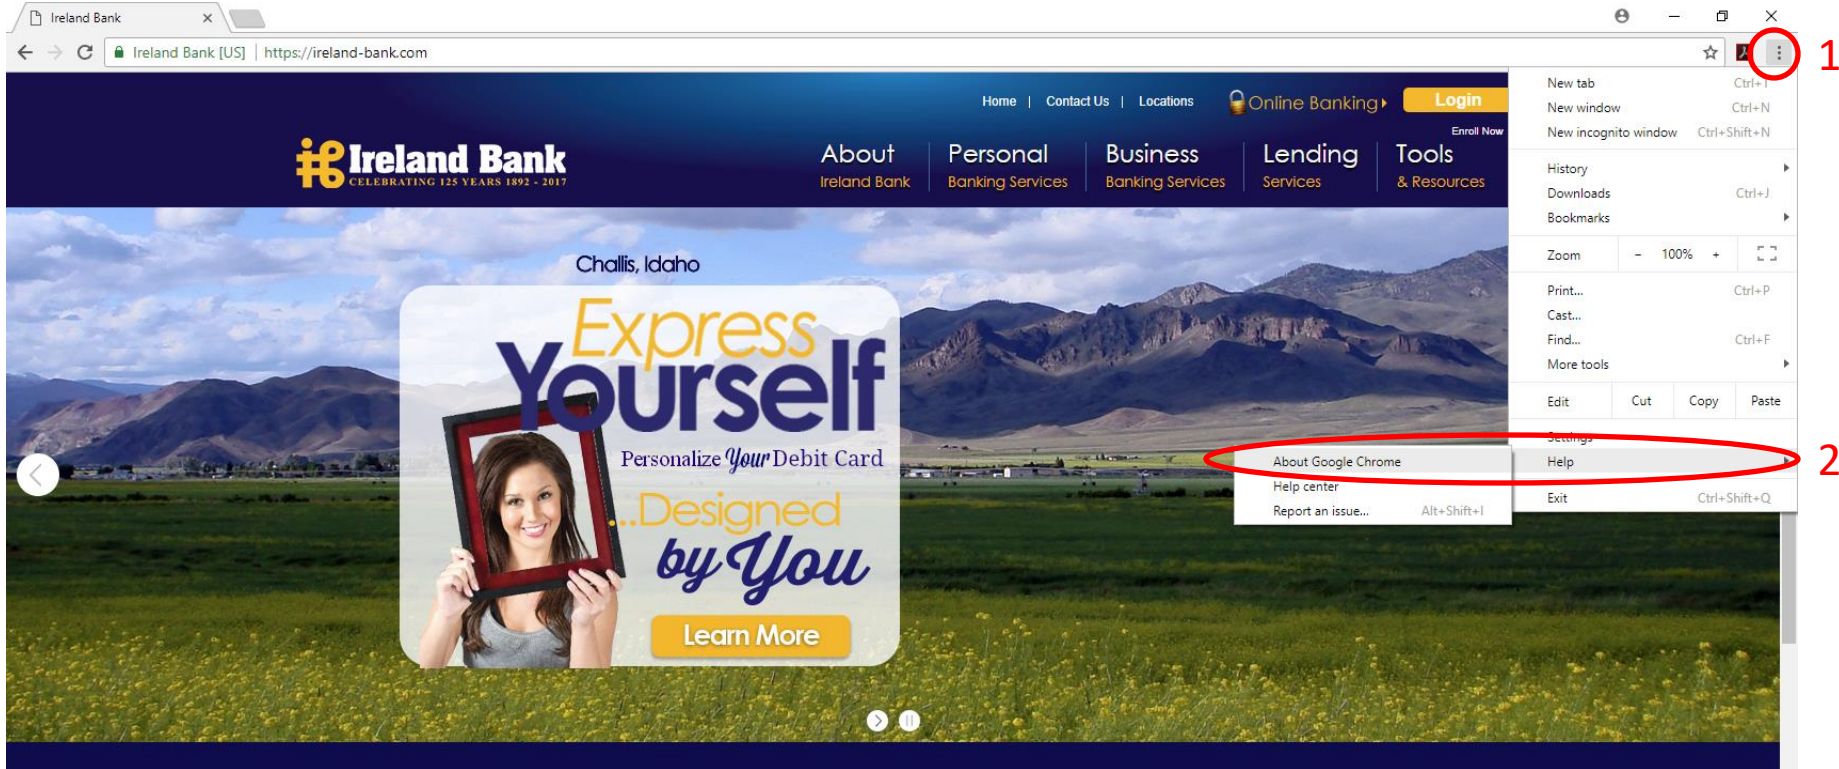 Ireland Bank
Ireland Bank [US] | https://ireland-bank.com
1
Home | Contact Us | Locations
Online Banking
Login
Enroll Now
Ireland Bank
CELEBRATING 125 YEARS 1892 - 2017
About
Ireland Bank
Personal
Banking Services
Business
Banking Services
Lending
Services
Tools
& Resources
Challis, Idaho
Express
Yourself
Personalize Your Debit Card
...Designed
by You
Learn More
New tab Ctrl+T
New window Ctrl+N
New incognito window Ctrl+Shift+N
History
Downloads Ctrl+J
Bookmarks
Zoom - 100% +
Print... Ctrl+P
Cast...
Find... Ctrl+F
More tools
Edit Cut Copy Paste
Settings
Help
2
Exit Ctrl+Shift+Q
About Google Chrome
Help center
Report an issue... Alt+Shift+I